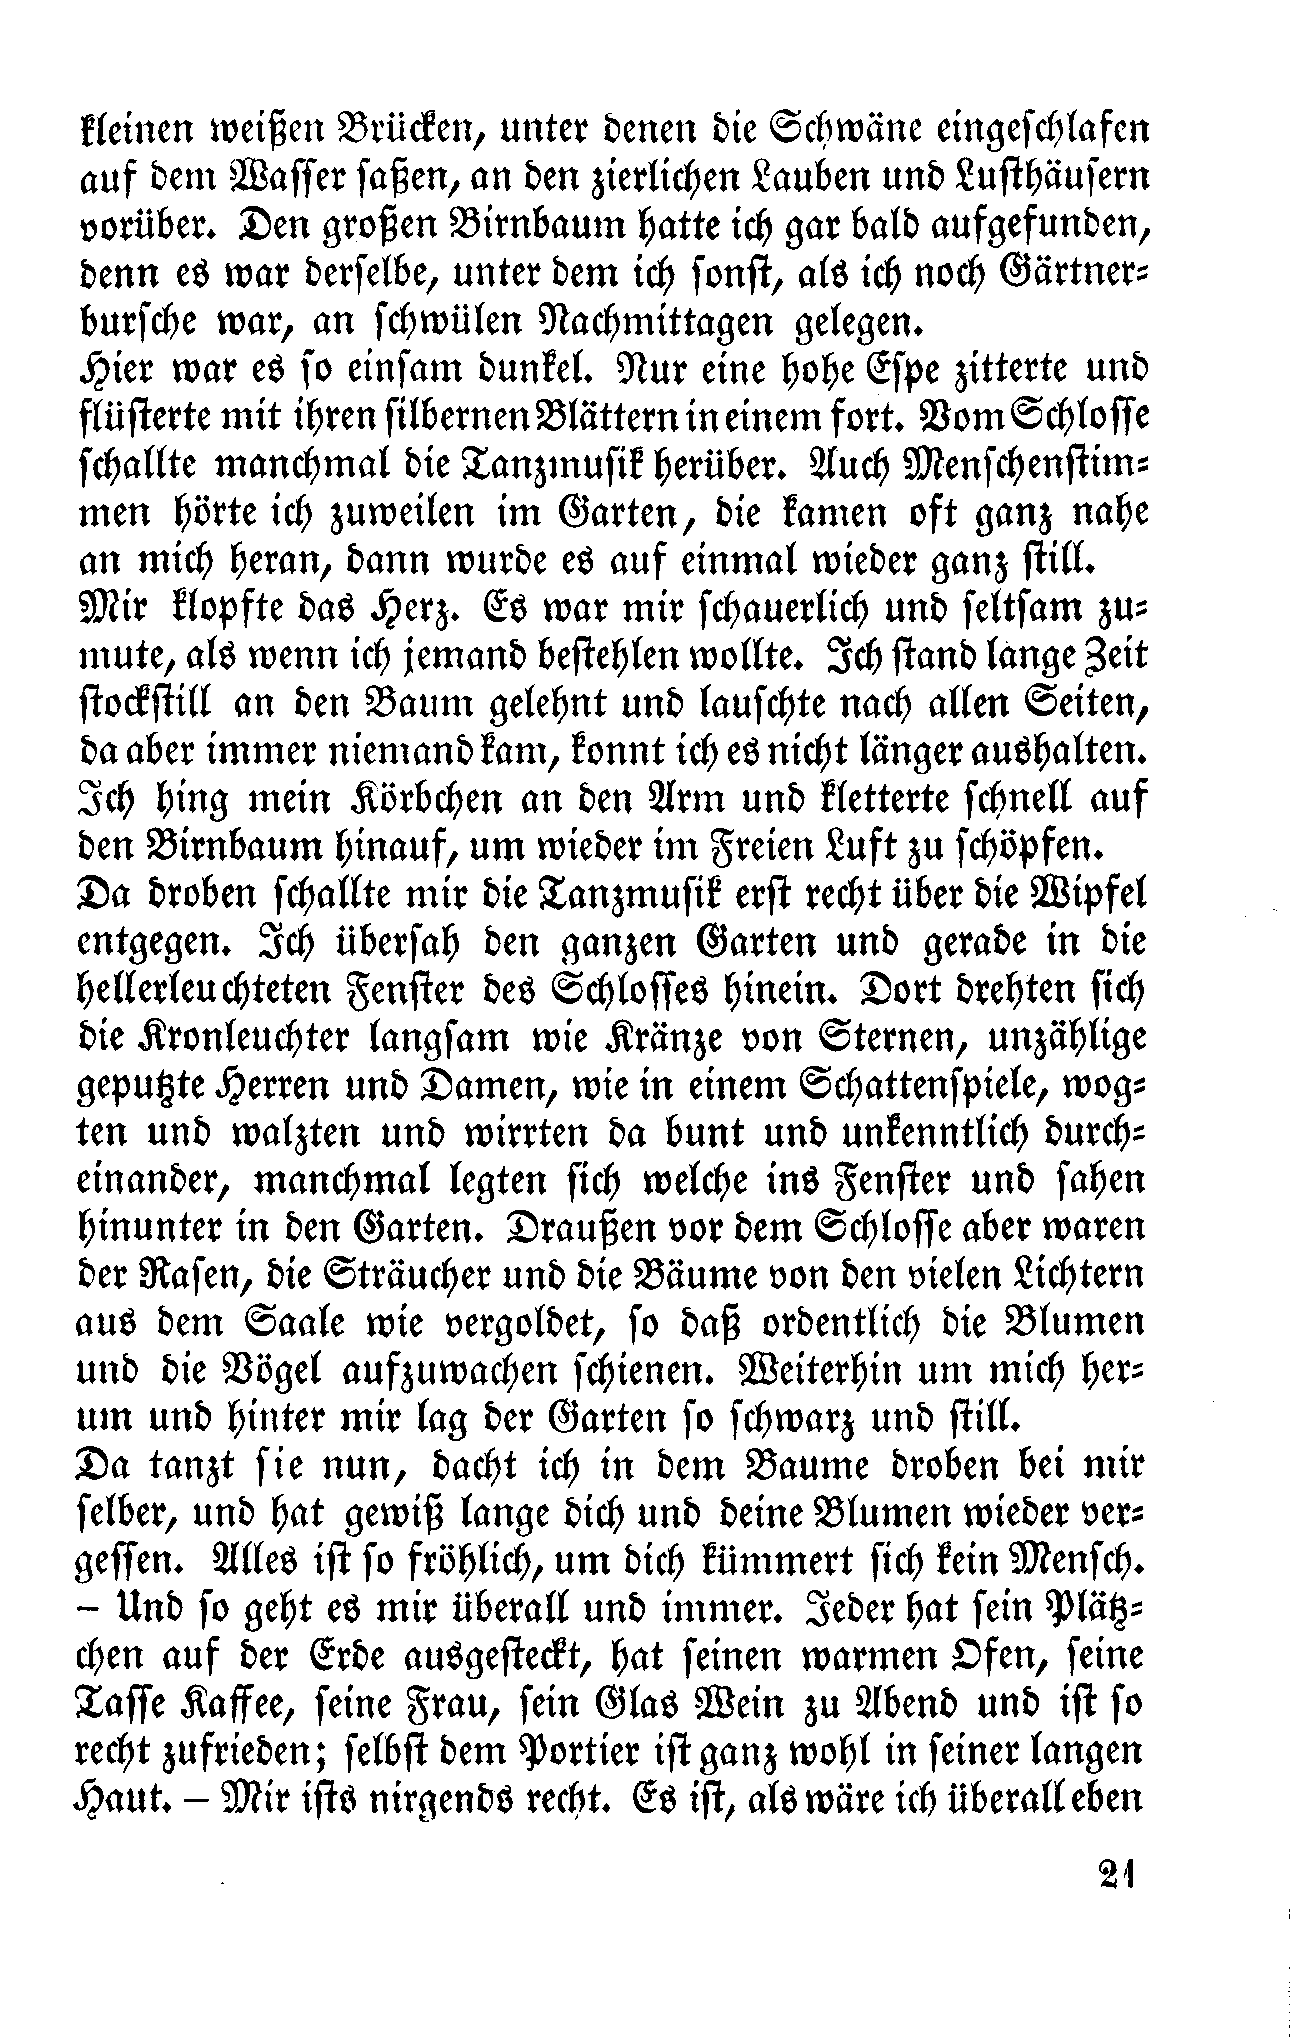 kleinen weißen Brücken, unter denen die Schwäne eingeschlafen
auf dem Wasser saßen, an den zierlichen Lauben und Lusthäusern
vorüber. Den großen Birnbaum hatte ich gar bald aufgefunden,
denn es war derselbe, unter dem ich sonst, als ich noch Gärtner-
bursche war, an schwülen Nachmittagen gelegen.
Hier war es so einsam dunkel. Nur eine hohe Espe zitterte und
flüsterte mit ihren silbernen Blättern in einem fort. Vom Schlosse
schallte manchmal die Tanzmusik herüber. Auch Menschenstim-
men hörte ich zuweilen im Garten, die kamen oft ganz nahe
an mich heran, dann wurde es auf einmal wieder ganz still.
Mir klopfte das Herz. Es war mir schauerlich und seltsam zu-
mute, als wenn ich jemand bestehlen wollte. Ich stand lange Zeit
stockstill an den Baum gelehnt und lauschte nach allen Seiten,
da aber immer niemand kam, konnt ich es nicht länger aushalten.
Ich hing mein Körbchen an den Arm und kletterte schnell auf
den Birnbaum hinauf, um wieder im Freien Luft zu schöpfen.
Da droben schallte mir die Tanzmusik erst recht über die Wipfel
entgegen. Ich übersah den ganzen Garten und gerade in die
hellerleuchteten Fenster des Schlosses hinein. Dort drehten sich
die Kronleuchter langsam wie Kränze von Sternen, unzählige
geputzte Herren und Damen, wie in einem Schattenspiele, wog-
ten und walzten und wirrten da bunt und unkenntlich durch-
einander, manchmal legten sich welche ins Fenster und sahen
hinunter in den Garten. Draußen vor dem Schlosse aber waren
der Rasen, die Sträucher und die Bäume von den vielen Lichtern
aus dem Saale wie vergoldet, so daß ordentlich die Blumen
und die Vögel aufzuwachen schienen. Weiterhin um mich her-
um und hinter mir lag der Garten so schwarz und still.
Da tanzt sie nun, dacht ich in dem Baume droben bei mir
selber, und hat gewiß lange dich und deine Blumen wieder ver-
gessen. Alles ist so fröhlich, um dich kümmert sich kein Mensch.
– Und so geht es mir überall und immer. Jeder hat sein Plätz-
chen auf der Erde ausgesteckt, hat seinen warmen Ofen, seine
Tasse Kaffee, seine Frau, sein Glas Wein zu Abend und ist so
recht zufrieden; selbst dem Portier ist ganz wohl in seiner langen
Haut. – Mir ists nirgends recht. Es ist, als wäre ich überall eben
21